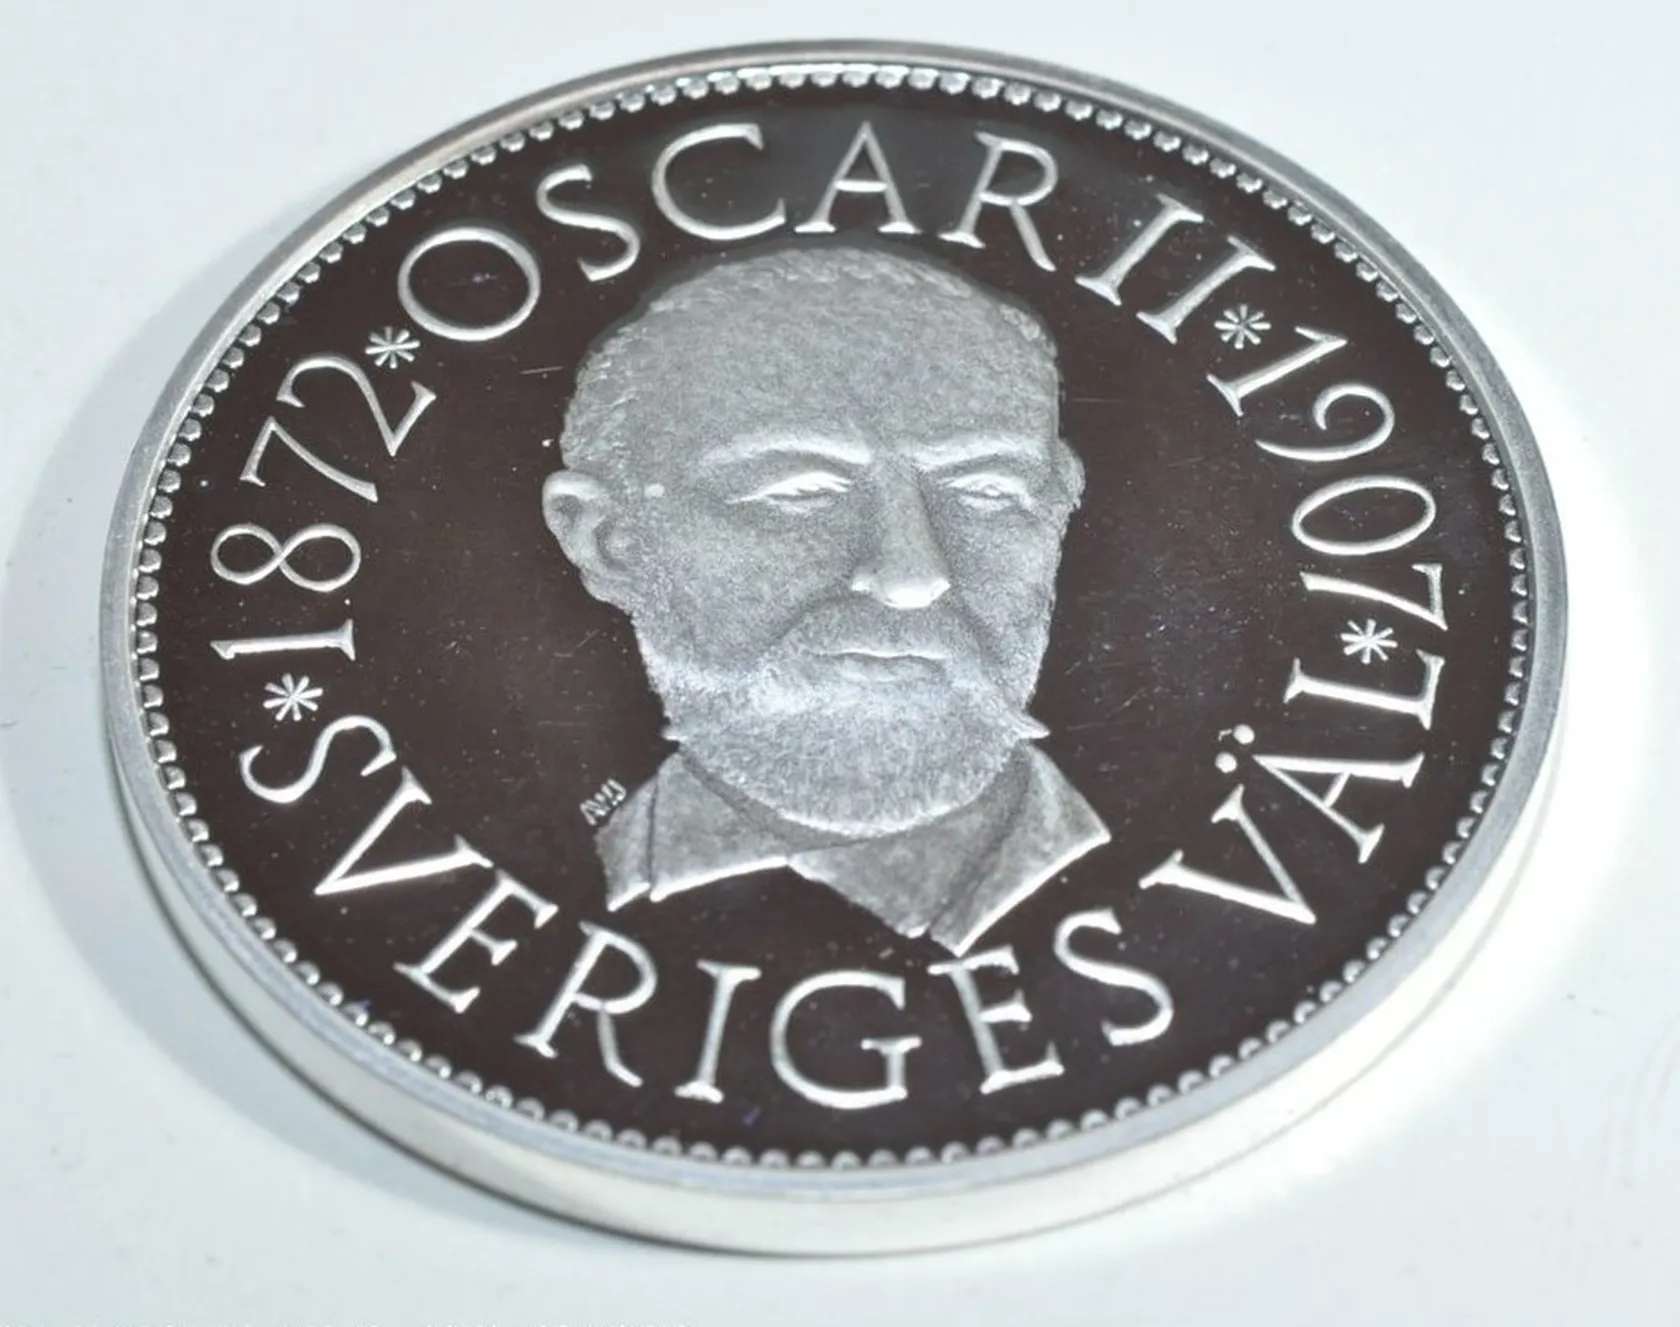 1872*OSCAR II*1907
*SVERIGES VÄL*